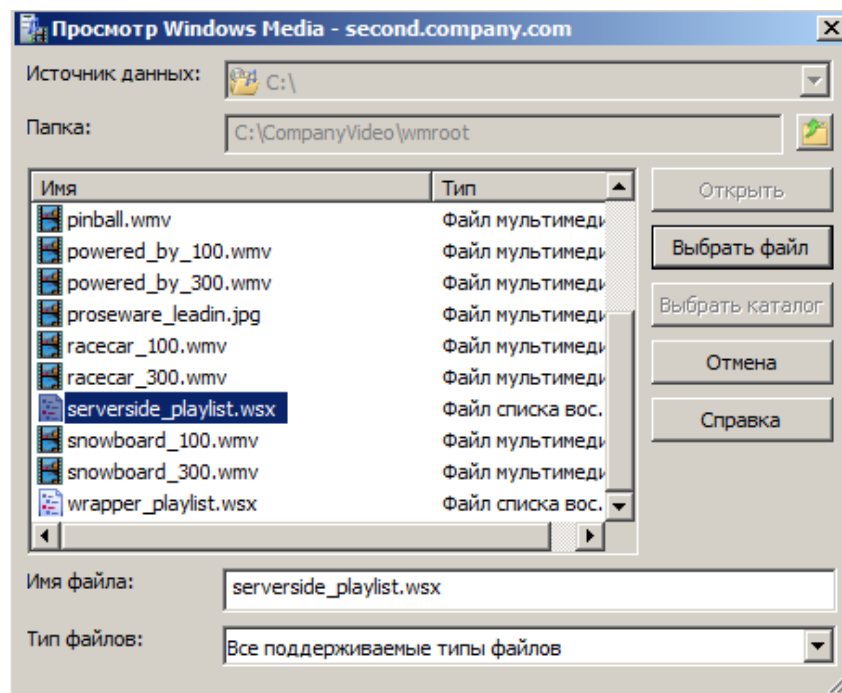 Просмотр Windows Media - second.company.com
Источник данных: C:\
Папка: C:\CompanyVideo\wmroot
Имя Тип
Открыть
pinball.wmv Файл мультимеди
powered_by_100.wmv Файл мультимеди
Выбрать файл
powered_by_300.wmv Файл мультимеди
proseware_leadin.jpg Файл мультимеди
Выбрать каталог
racecar_100.wmv Файл мультимеди
racecar_300.wmv Файл мультимеди
Отмена
serverside_playlist.wsx Файл списка вос.
Справка
snowboard_100.wmv Файл мультимеди
snowboard_300.wmv Файл мультимеди
wrapper_playlist.wsx Файл списка вос.
Имя файла: serverside_playlist.wsx
Тип файлов: Все поддерживаемые типы файлов